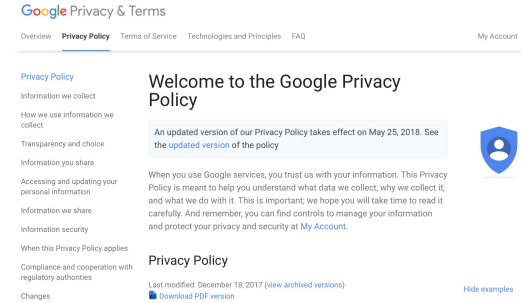 Google Privacy & Terms
Overview Privacy Policy Terms of Service Technologies and Principles FAQ My Account
Privacy Policy
Information we collect
How we use information we
collect
Transparency and choice
Information you share
Accessing and updating your
personal information
Information we share
Information security
When this Privacy Policy applies
Compliance and cooperation with
regulatory authorities
Changes
Welcome to the Google Privacy
Policy
An updated version of our Privacy Policy takes effect on May 25, 2018. See
the updated version of the policy
When you use Google services, you trust us with your information. This Privacy
Policy is meant to help you understand what data we collect, why we collect it,
and what we do with it. This is important; we hope you will take time to read it
carefully. And remember, you can find controls to manage your information
and protect your privacy and security at My Account.
Privacy Policy
Last modified: December 18, 2017 (view archived versions)
Hide examples
Download PDF version